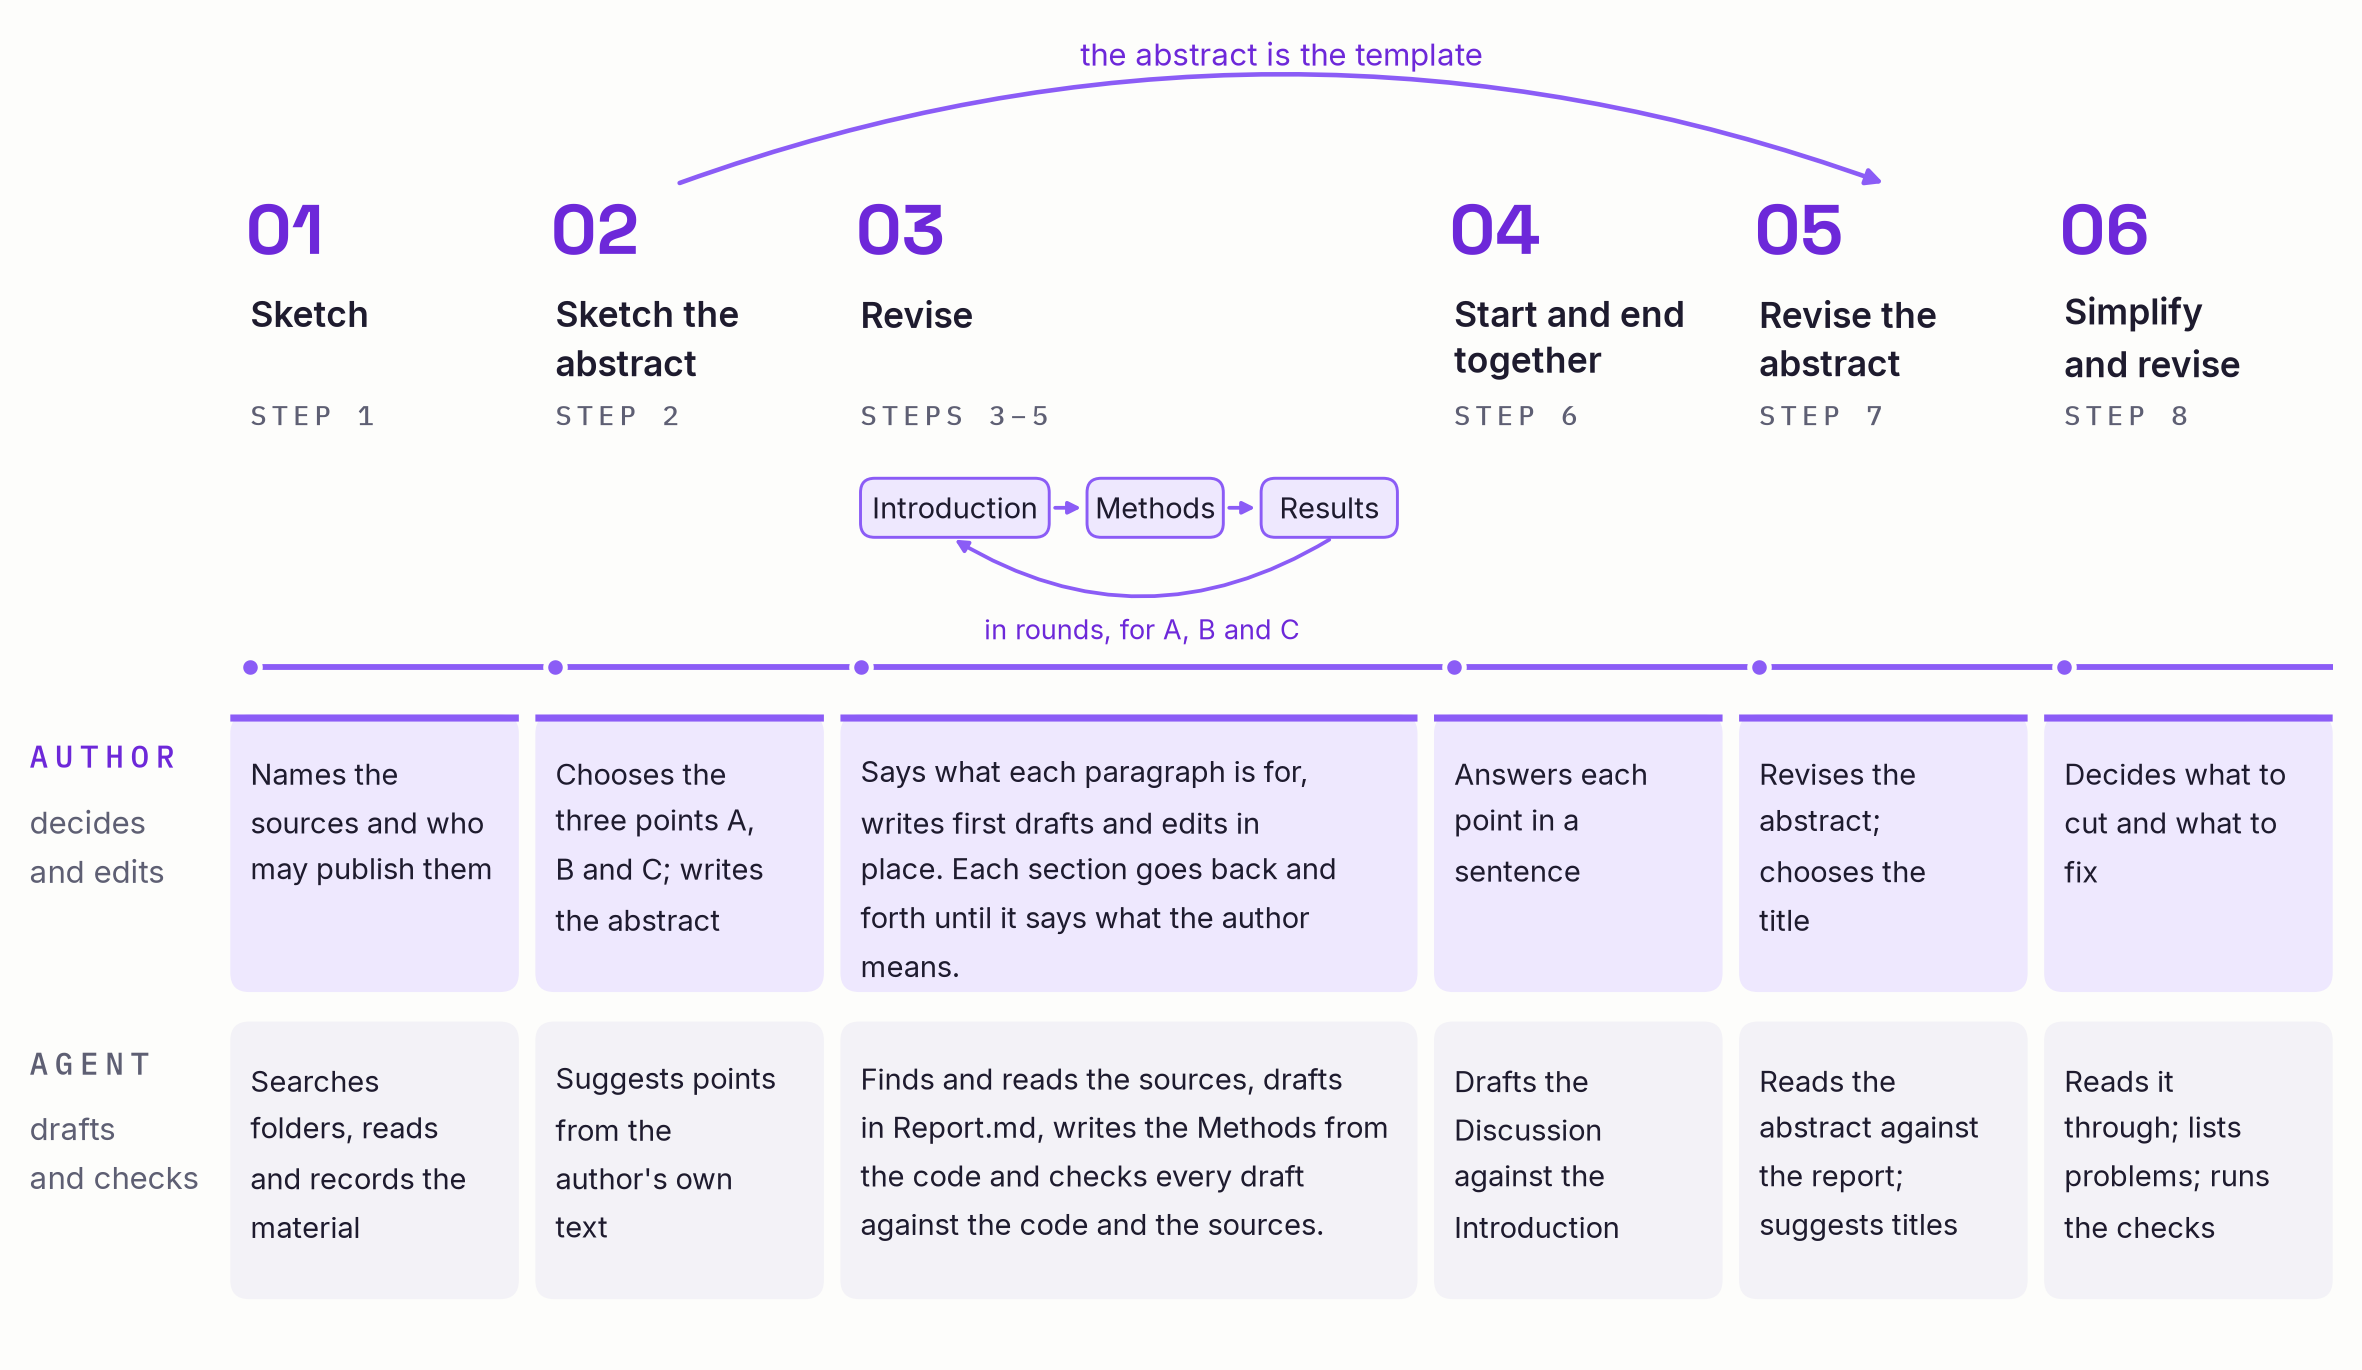 the abstract is the template
01
Sketch
STEP 1
02
Sketch the
abstract
STEP 2
03
Revise
STEPS 3–5
Introduction
Methods
Results
in rounds, for A, B and C
04
Start and end
together
STEP 6
05
Revise the
abstract
STEP 7
06
Simplify
and revise
STEP 8
AUTHOR
decides
and edits
Names the
sources and who
may publish them
Chooses the
three points A,
B and C; writes
the abstract
Says what each paragraph is for,
writes first drafts and edits in
place. Each section goes back and
forth until it says what the author
means.
Answers each
point in a
sentence
Revises the
abstract;
chooses the
title
Decides what to
cut and what to
fix
AGENT
drafts
and checks
Searches
folders, reads
and records the
material
Suggests points
from the
author's own
text
Finds and reads the sources, drafts
in Report.md, writes the Methods from
the code and checks every draft
against the code and the sources.
Drafts the
Discussion
against the
Introduction
Reads the
abstract against
the report;
suggests titles
Reads it
through; lists
problems; runs
the checks